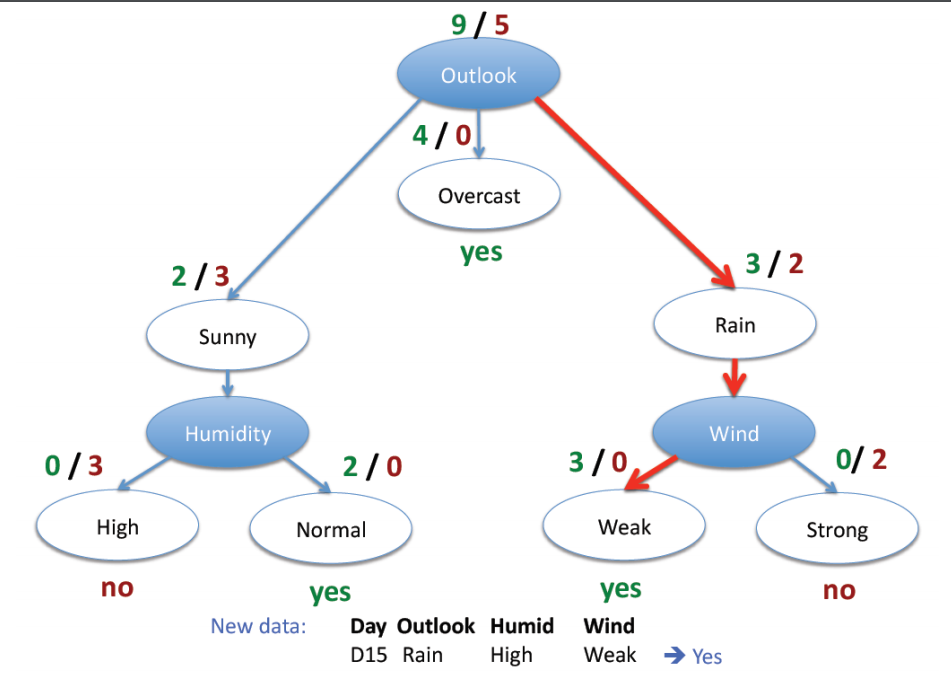 9 / 5
Outlook
4 / 0
Overcast
yes
2 / 3
3 / 2
Sunny
Rain
Humidity
Wind
0 / 3
2 / 0
3 / 0
0/ 2
High
Normal
Weak
Strong
no
yes
yes
no
New data: Day Outlook Humid Wind
D15 Rain High Weak → Yes